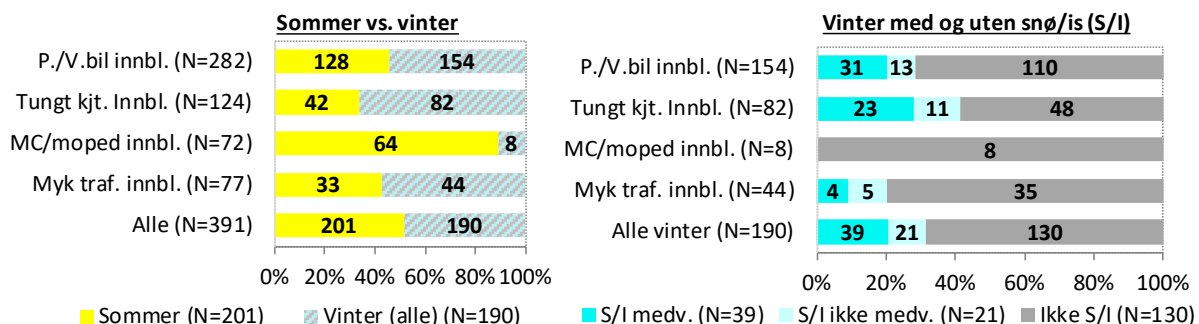 Sommer vs. vinter
P./V.bil innbl. (N=282) 128 154
Tungt kjt. Innbl. (N=124) 42 82
MC/moped innbl. (N=72) 64 8
Myk traf. innbl. (N=77) 33 44
Alle (N=391) 201 190
0% 20% 40% 60% 80% 100%
Sommer (N=201) Vinter (alle) (N=190)
Vinter med og uten snø/is (S/I)
P./V.bil innbl. (N=154) 31 13 110
Tungt kjt. Innbl. (N=82) 23 11 48
MC/moped innbl. (N=8) 8
Myk traf. innbl. (N=44) 4 5 35
Alle vinter (N=190) 39 21 130
0% 20% 40% 60% 80% 100%
S/I medv. (N=39) S/I ikke medv. (N=21) Ikke S/I (N=130)